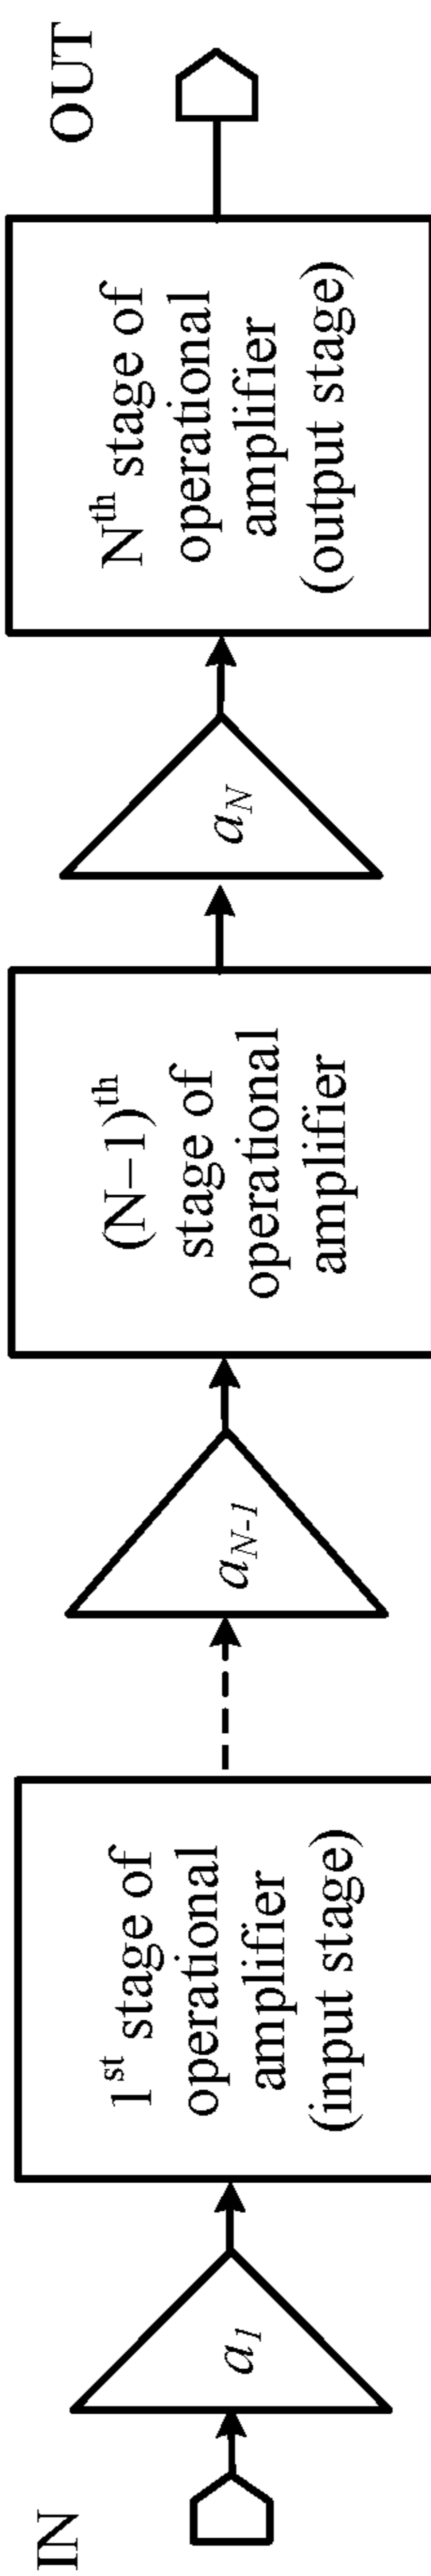 IN
a1
1st stage of
operational
amplifier
(input stage)
aN-1
(N−1)th
stage of
operational
amplifier
aN
Nth stage of
operational
amplifier
(output stage)
OUT